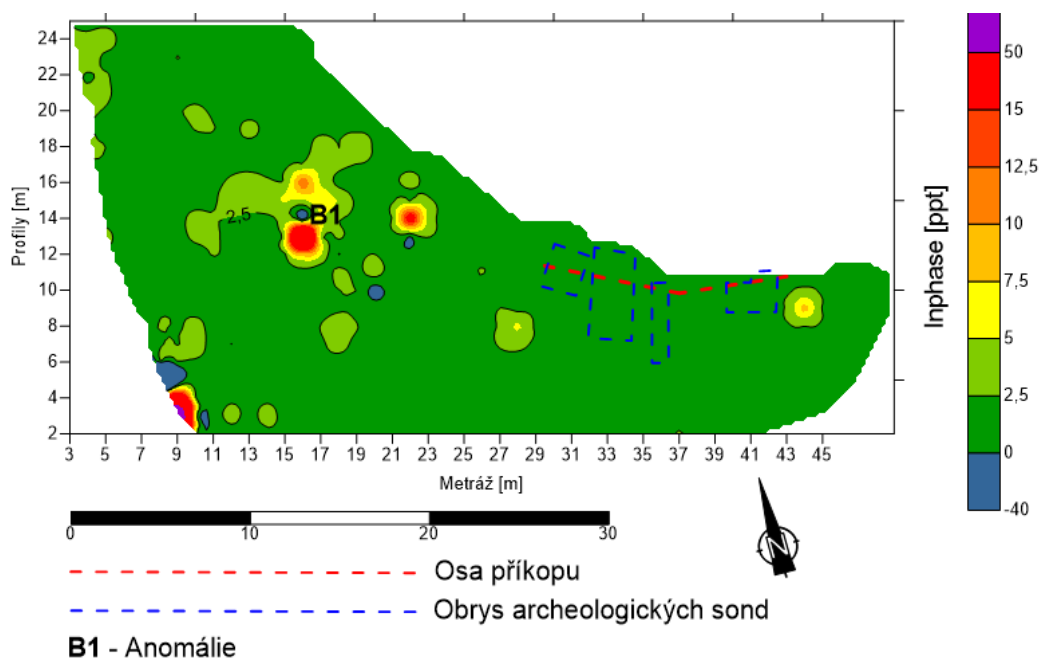 24
22
20
18
16
14
12
10
8
6
4
2
Profily [m]
2,5
B1
3 5 7 9 11 13 15 17 19 21 23 25 27 29 31 33 35 37 39 41 43 45
Metráž [m]
50
15
12,5
10
7,5
5
2,5
0
-40
Inphase [ppt]
0 10 20 30
N
Osa příkopu
Obrys archeologických sond
B1 - Anomálie